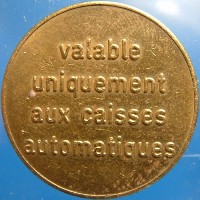 valable
uniquement
aux caisses
automatiques